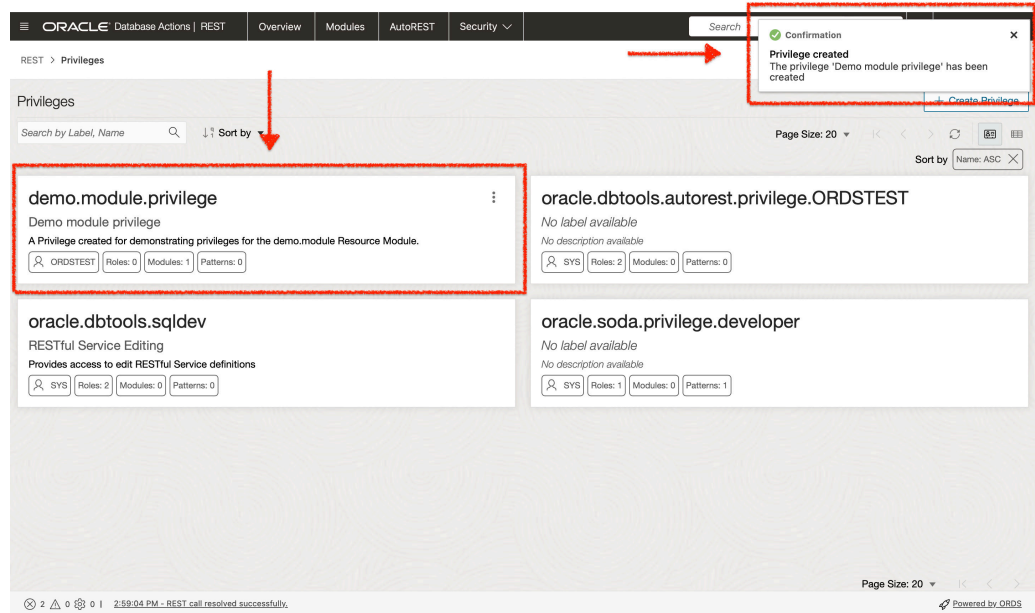 ORACLE Database Actions | REST
Overview
Modules
AutoREST
Security
Search
Confirmation
Privilege created
The privilege 'Demo module privilege' has been
created
REST > Privileges
Privileges
+ Create Privilege
Search by Label, Name
Sort by
Page Size: 20
Sort by Name: ASC
demo.module.privilege
Demo module privilege
A Privilege created for demonstrating privileges for the demo.module Resource Module.
ORDSTEST Roles: 0 Modules: 1 Patterns: 0
oracle.dbtools.autorest.privilege.ORDSTEST
No label available
No description available
SYS Roles: 2 Modules: 0 Patterns: 0
oracle.dbtools.sqldev
RESTful Service Editing
Provides access to edit RESTful Service definitions
SYS Roles: 2 Modules: 0 Patterns: 0
oracle.soda.privilege.developer
No label available
No description available
SYS Roles: 1 Modules: 0 Patterns: 1
Page Size: 20
2 0 0 | 2:59:04 PM - REST call resolved successfully.
Powered by ORDS